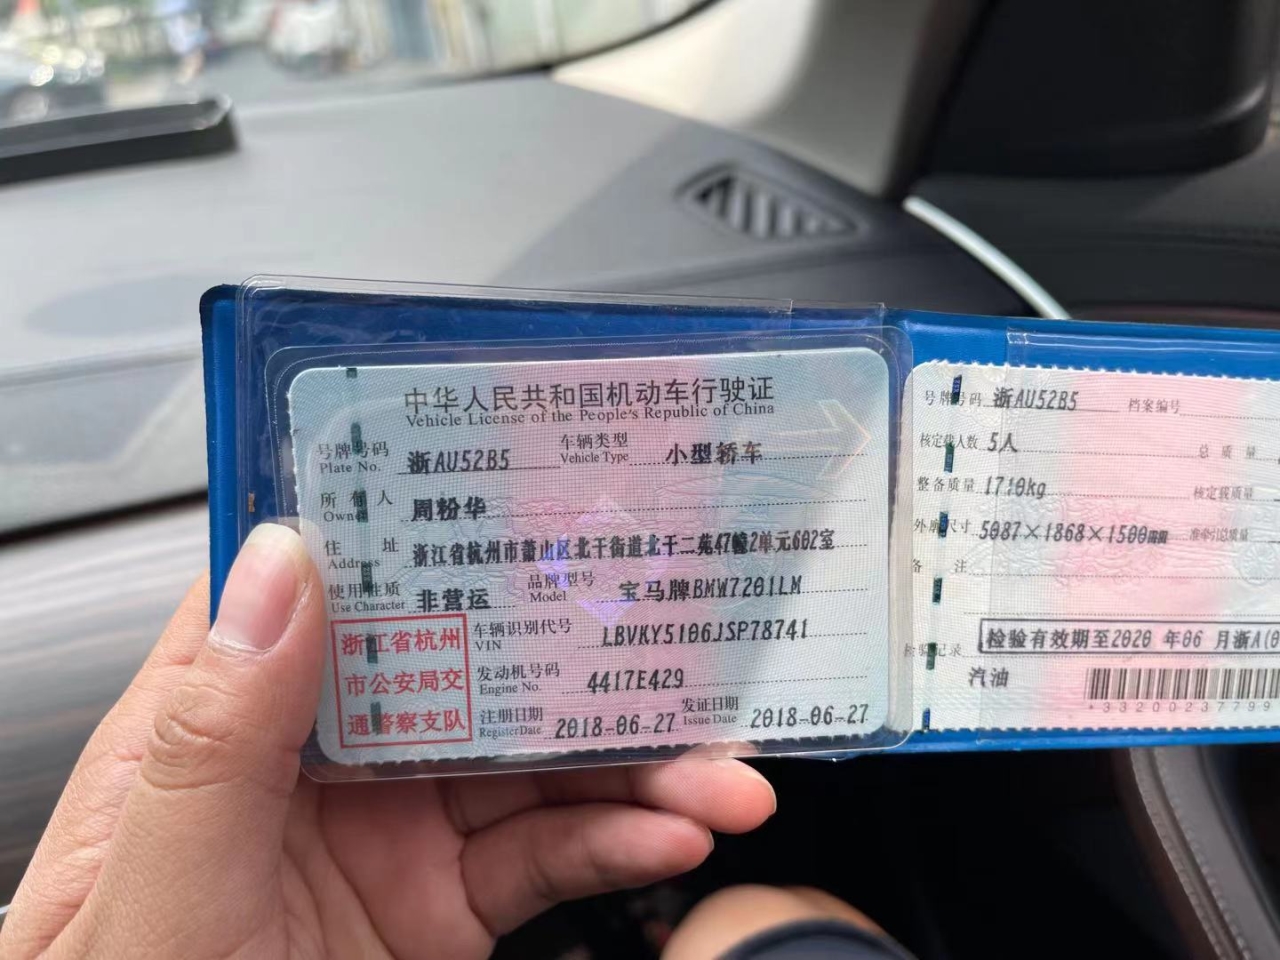 中华人民共和国机动车行驶证
Vehicle License of the People's Republic of China
号牌号码 浙AU52B5 车辆类型 小型轿车
Plate No. Vehicle Type
所有人 周粉华
Owner
住址 浙江省杭州市萧山区北干街道北干二苑47幢2单元602室
Address
使用性质 非营运 品牌型号 宝马牌BMW7201LM
Use Character Model
浙江省杭州
市公安局交
通警察支队
车辆识别代号 LBVKY5106JSP78741
VIN
发动机号码 4417E429
Engine No.
注册日期 2018-06-27 发证日期 2018-06-27
Register Date Issue Date
号牌号码 浙AU52B5 档案编号
核定载人数 5人 总质量
整备质量 1710kg 核定载质量
外廓尺寸 5087×1868×1500mm 准牵引总质量
备注
检验记录 检验有效期至2020年06月浙A(0
汽油
*33200237799